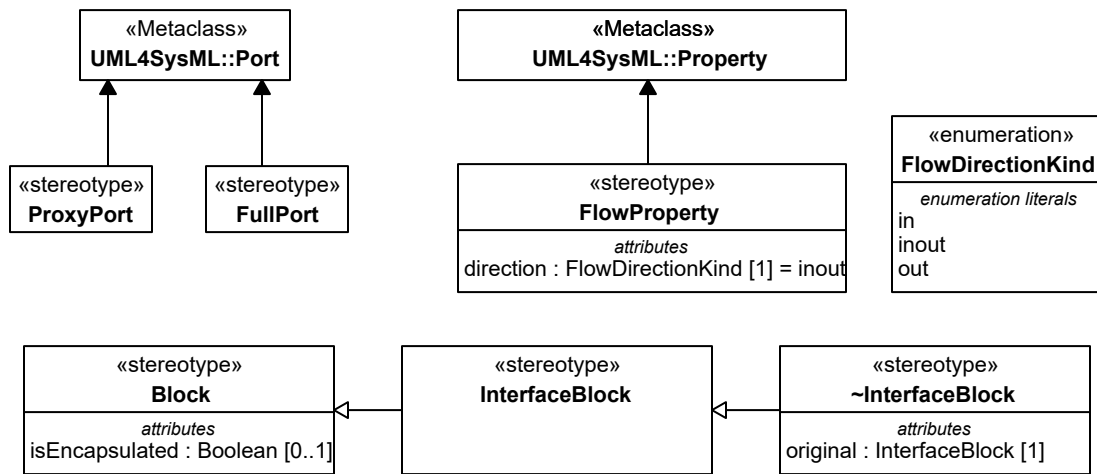 «Metaclass»
UML4SysML::Port
«Metaclass»
UML4SysML::Property
«stereotype»
ProxyPort
«stereotype»
FullPort
«stereotype»
FlowProperty
attributes
direction : FlowDirectionKind [1] = inout
«enumeration»
FlowDirectionKind
enumeration literals
in
inout
out
«stereotype»
Block
attributes
isEncapsulated : Boolean [0..1]
«stereotype»
InterfaceBlock
«stereotype»
~InterfaceBlock
attributes
original : InterfaceBlock [1]